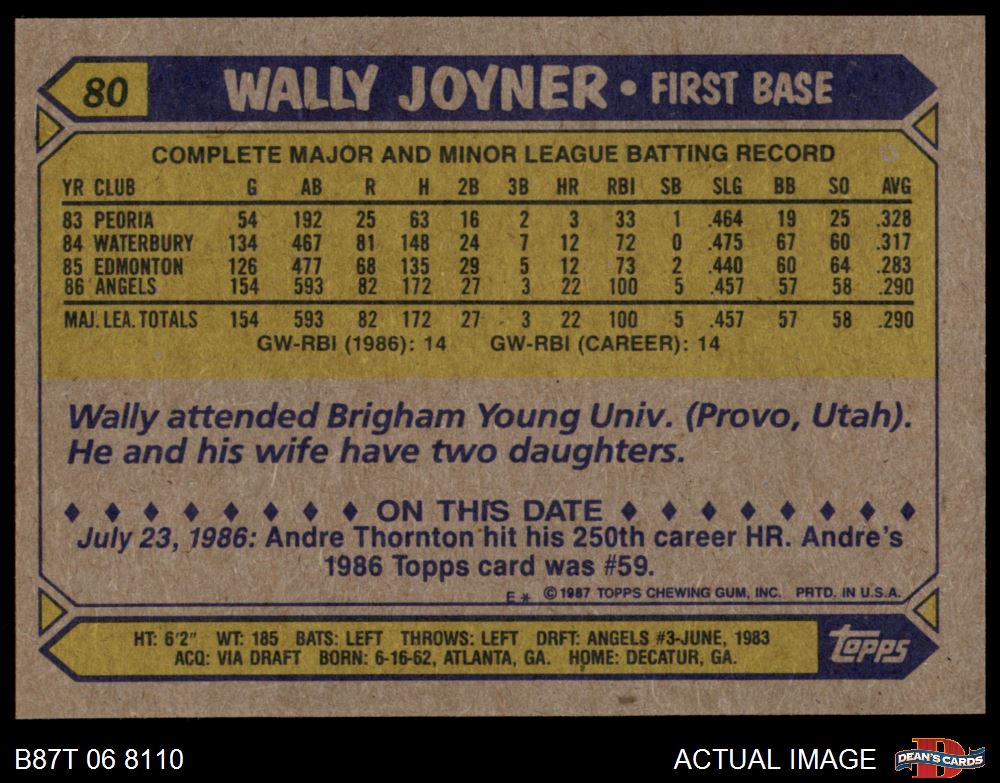 80 WALLY JOYNER • FIRST BASE
COMPLETE MAJOR AND MINOR LEAGUE BATTING RECORD
YR CLUB G AB R H 2B 3B HR RBI SB SLG BB SO AVG
83 PEORIA 54 192 25 63 16 2 3 33 1 .464 19 25 .328
84 WATERBURY 134 467 81 148 24 7 12 72 0 .475 67 60 .317
85 EDMONTON 126 477 68 135 29 5 12 73 2 .440 60 64 .283
86 ANGELS 154 593 82 172 27 3 22 100 5 .457 57 58 .290
MAJ. LEA. TOTALS 154 593 82 172 27 3 22 100 5 .457 57 58 .290
GW-RBI (1986): 14 GW-RBI (CAREER): 14
Wally attended Brigham Young Univ. (Provo, Utah).
He and his wife have two daughters.
♦ ♦ ♦ ♦ ♦ ♦ ♦ ♦ ON THIS DATE ♦ ♦ ♦ ♦ ♦ ♦ ♦ ♦
July 23, 1986: Andre Thornton hit his 250th career HR. Andre's
1986 Topps card was #59.
E* ©1987 TOPPS CHEWING GUM, INC. PRTD. IN U.S.A.
HT: 6'2" WT: 185 BATS: LEFT THROWS: LEFT DRFT: ANGELS #3-JUNE, 1983
ACQ: VIA DRAFT BORN: 6-16-62, ATLANTA, GA. HOME: DECATUR, GA.
topps
B87T 06 8110 ACTUAL IMAGE D DEAN'S CARDS